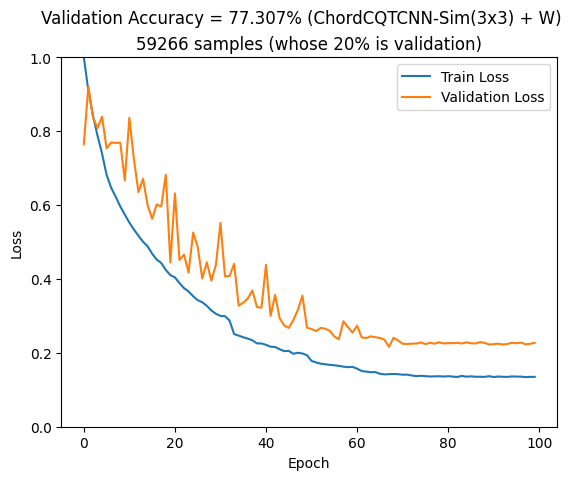 Validation Accuracy = 77.307% (ChordCQTCNN-Sim(3x3) + W)
59266 samples (whose 20% is validation)
Train Loss
Validation Loss
Loss
1.0
0.8
0.6
0.4
0.2
0.0
0 20 40 60 80 100
Epoch